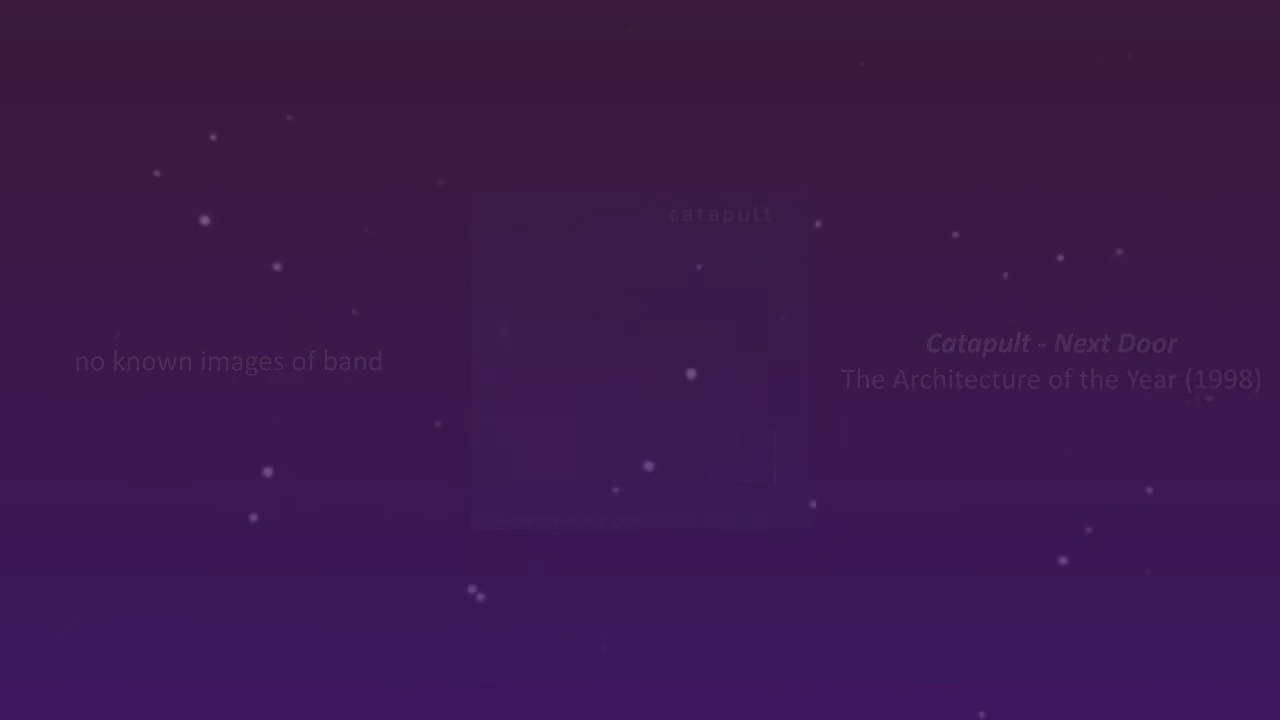 catapult
no known images of band
Catapult - Next Door
The Architecture of the Year (1998)